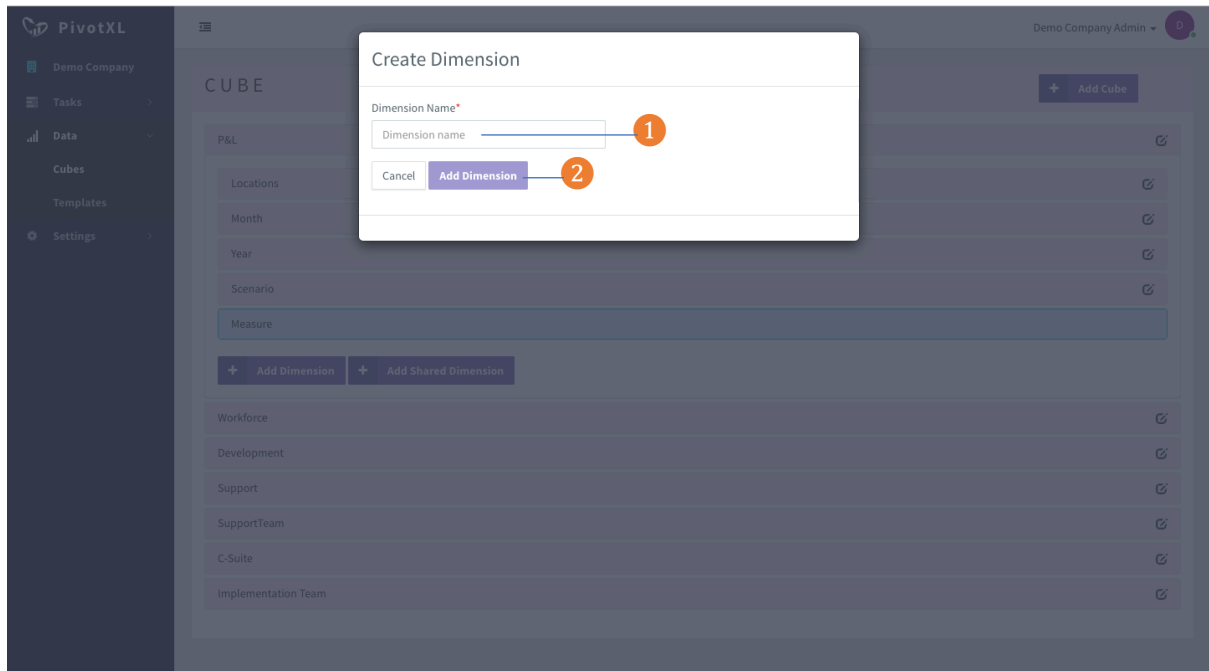 PivotXL
Demo Company Admin
D
Demo Company
Tasks
Data
Cubes
Templates
Settings
CUBE
+ Add Cube
Create Dimension
Dimension Name*
Dimension name
1
Cancel
Add Dimension
2
P&L
Locations
Month
Year
Scenario
Measure
+ Add Dimension
+ Add Shared Dimension
Workforce
Development
Support
SupportTeam
C-Suite
Implementation Team